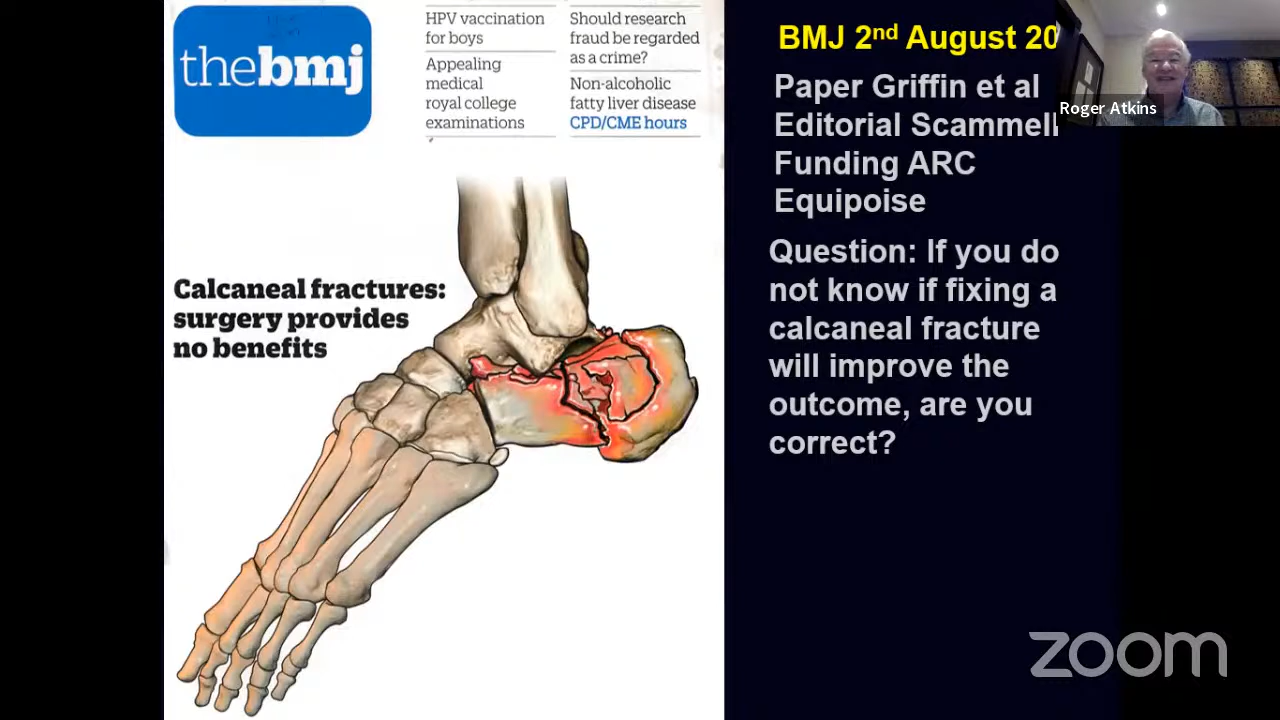 thebmj
HPV vaccination
for boys
Appealing
medical
royal college
examinations
Should research
fraud be regarded
as a crime?
Non-alcoholic
fatty liver disease
CPD/CME hours
Calcaneal fractures:
surgery provides
no benefits
BMJ 2nd August 20
Paper Griffin et al
Editorial Scammell
Funding ARC
Equipoise
Question: If you do
not know if fixing a
calcaneal fracture
will improve the
outcome, are you
correct?
Roger Atkins
zoom